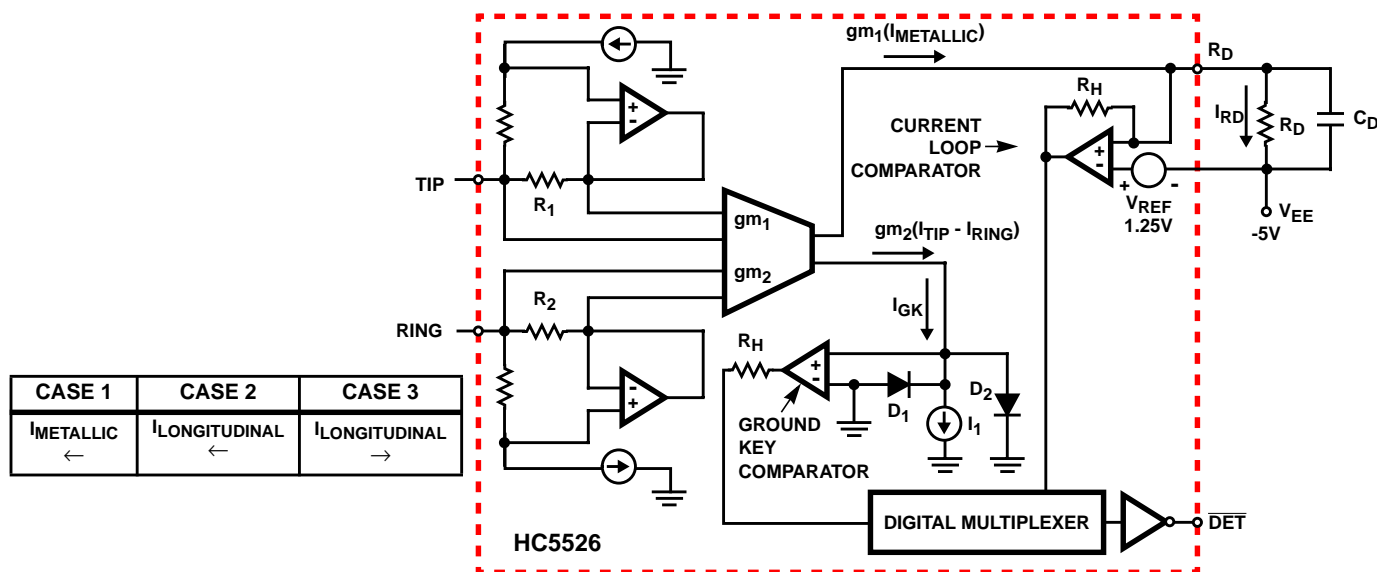 gm1(IMETALLIC)
RD
RH
IRD
RD
CD
CURRENT
LOOP
COMPARATOR
+
-
+
-
VREF
1.25V
VEE
-5V
+
-
TIP
R1
gm1
gm2
gm2(ITIP - IRING)
IGK
R2
RING
-
+
RH
+
-
D1
D2
I1
GROUND
KEY
COMPARATOR
CASE 1 CASE 2 CASE 3
IMETALLIC ILONGITUDINAL ILONGITUDINAL
← ← →
DIGITAL MULTIPLEXER
DET
HC5526